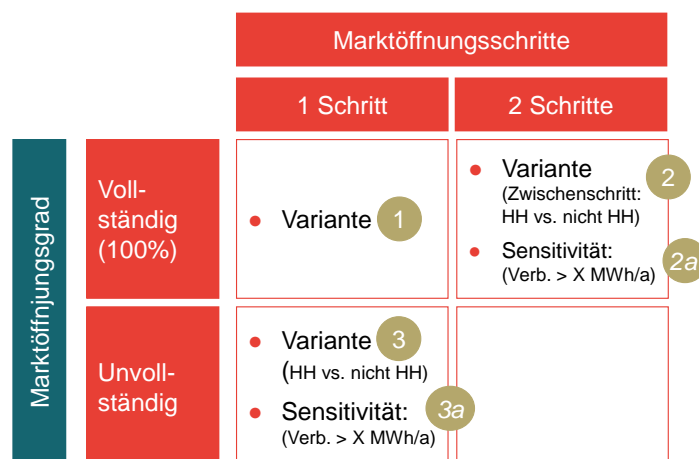 Marktöffnungsschritte
1 Schritt
2 Schritte
Marktöffnjungsgrad
Voll-
ständig
(100%)
• Variante 1
• Variante 2
(Zwischenschritt:
HH vs. nicht HH)
• Sensitivität: 2a
(Verb. > X MWh/a)
Unvoll-
ständig
• Variante 3
(HH vs. nicht HH)
• Sensitivität: 3a
(Verb. > X MWh/a)